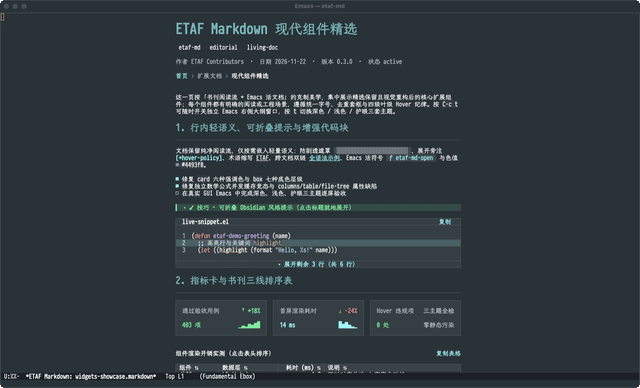 Emacs — etaf-md
ETAF Markdown 现代组件精选
etaf-md • editorial • living-doc
作者 ETAF Contributors • 日期 2026-11-22 • 版本 0.3.0 • 状态 active
首页 › 扩展文档 › 现代组件精选
这一页按「书刊阅读流 + Emacs 活文档」的克制美学，集中展示精选保留且视觉重构后的核心扩展组
件；每个组件都有明确的阅读或工程场景，遵循统一字号、去重套框与四级叶级 Hover 纪律。按 C-c t
可随时开关独立 Emacs 右侧大纲窗口，按 t 切换深色 / 浅色 / 护眼三套主题。
1. 行内轻语义、可折叠提示与增强代码块
文档保留纯净阅读流，仅按需嵌入轻量语义：防剧透遮罩 、展开旁注
[+hover-policy]、术语缩写 ETAF、跨文档双链 全语法示例、Emacs 活符号 f etaf-md-open 与色值
#4493f8。
修复 card 六种强调色与 box 七种底色层级
修复独立数学公式并发缓存竞态与 columns/table/file-tree 属性缺陷
在真实 GUI Emacs 中完成深色、浅色、护眼三主题逐屏验收
✓ 技巧 • 可折叠 Obsidian 风格提示 (点击标题就地展开)
live-snippet.el 复制
1 (defun etaf-demo-greeting (name)
2 ;; 高亮行与关键词 highlight
3 (let ((highlight (format "Hello, %s!" name)))
▾ 展开剩余 3 行 (共 6 行)
2. 指标卡与书刊三线排序表
通过验收用例 ↑ +18%
483 项
首屏渲染耗时 ↓ -24%
14 ms
Hover 违规项 三主题全检
0 处 零静态污染
组件渲染开销实测 (点击表头排序) 复制表格
组件 数据层 耗时 (ms) 说明
U:%%- *ETAF Markdown: widgets-showcase.markdown* Top L1 (Fundamental Ebox)